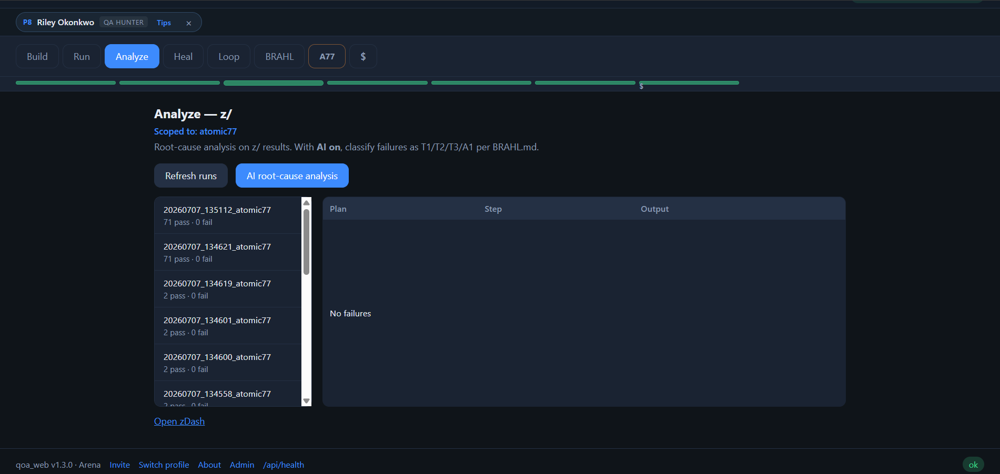 P8 Riley Okonkwo QA HUNTER Tips ×
Build Run Analyze Heal Loop BRAHL A77 $
$
Analyze — z/
Scoped to: atomic77
Root-cause analysis on z/ results. With AI on, classify failures as T1/T2/T3/A1 per BRAHL.md.
Refresh runs AI root-cause analysis
Plan Step Output
20260707_135112_atomic77
71 pass · 0 fail
20260707_134621_atomic77
71 pass · 0 fail
20260707_134619_atomic77
2 pass · 0 fail
No failures
20260707_134601_atomic77
2 pass · 0 fail
20260707_134600_atomic77
2 pass · 0 fail
20260707_134558_atomic77
2 pass · 0 fail
Open zDash
qoa_web v1.3.0 · Arena Invite Switch profile About Admin /api/health ok